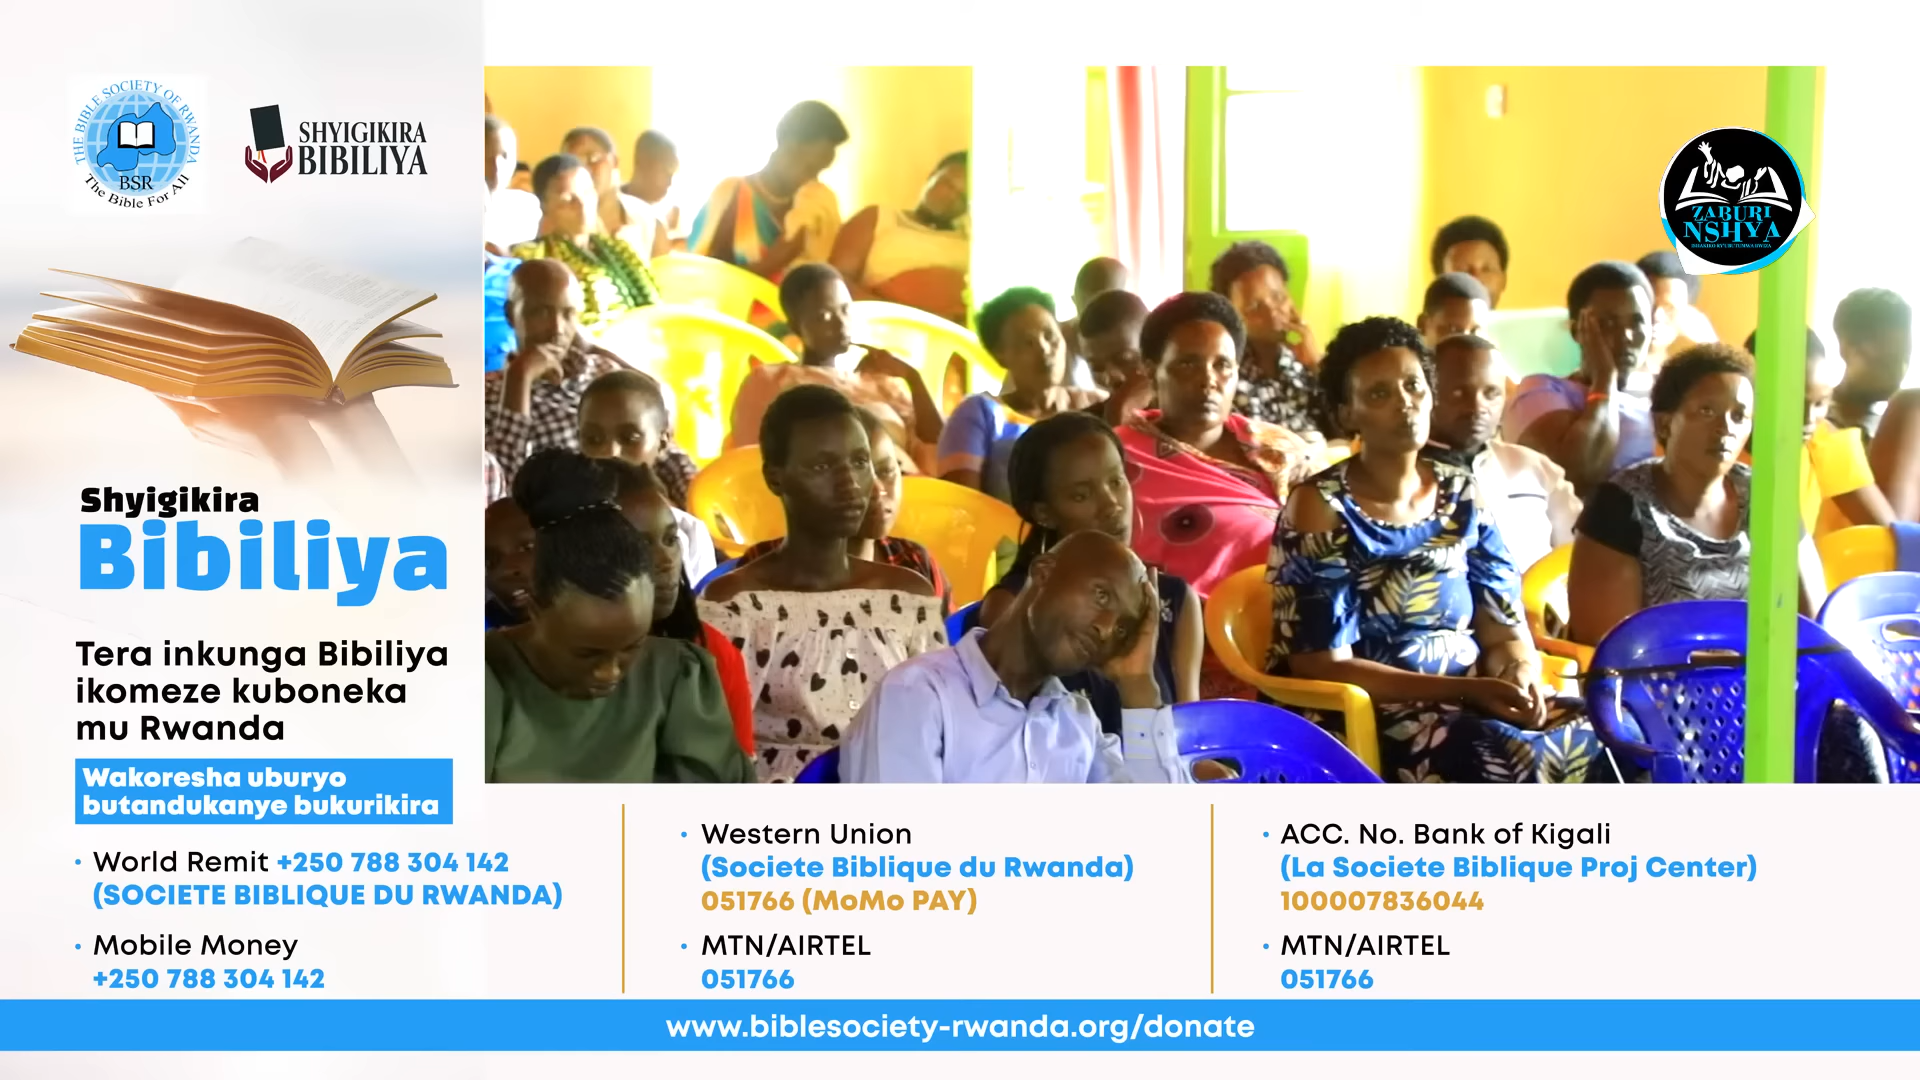 THE BIBLE SOCIETY OF RWANDA
BSR
The Bible For All
SHYIGIKIRA
BIBILIYA
ZABURI
NSHYA
Shyigikira
Bibiliya
Tera inkunga Bibiliya
ikomeze kuboneka
mu Rwanda
Wakoresha uburyo
butandukanye bukurikira
• World Remit +250 788 304 142
(SOCIETE BIBLIQUE DU RWANDA)
• Mobile Money
+250 788 304 142
• Western Union
(Societe Biblique du Rwanda)
051766 (MoMo PAY)
• MTN/AIRTEL
051766
• ACC. No. Bank of Kigali
(La Societe Biblique Proj Center)
100007836044
• MTN/AIRTEL
051766
www.biblesociety-rwanda.org/donate